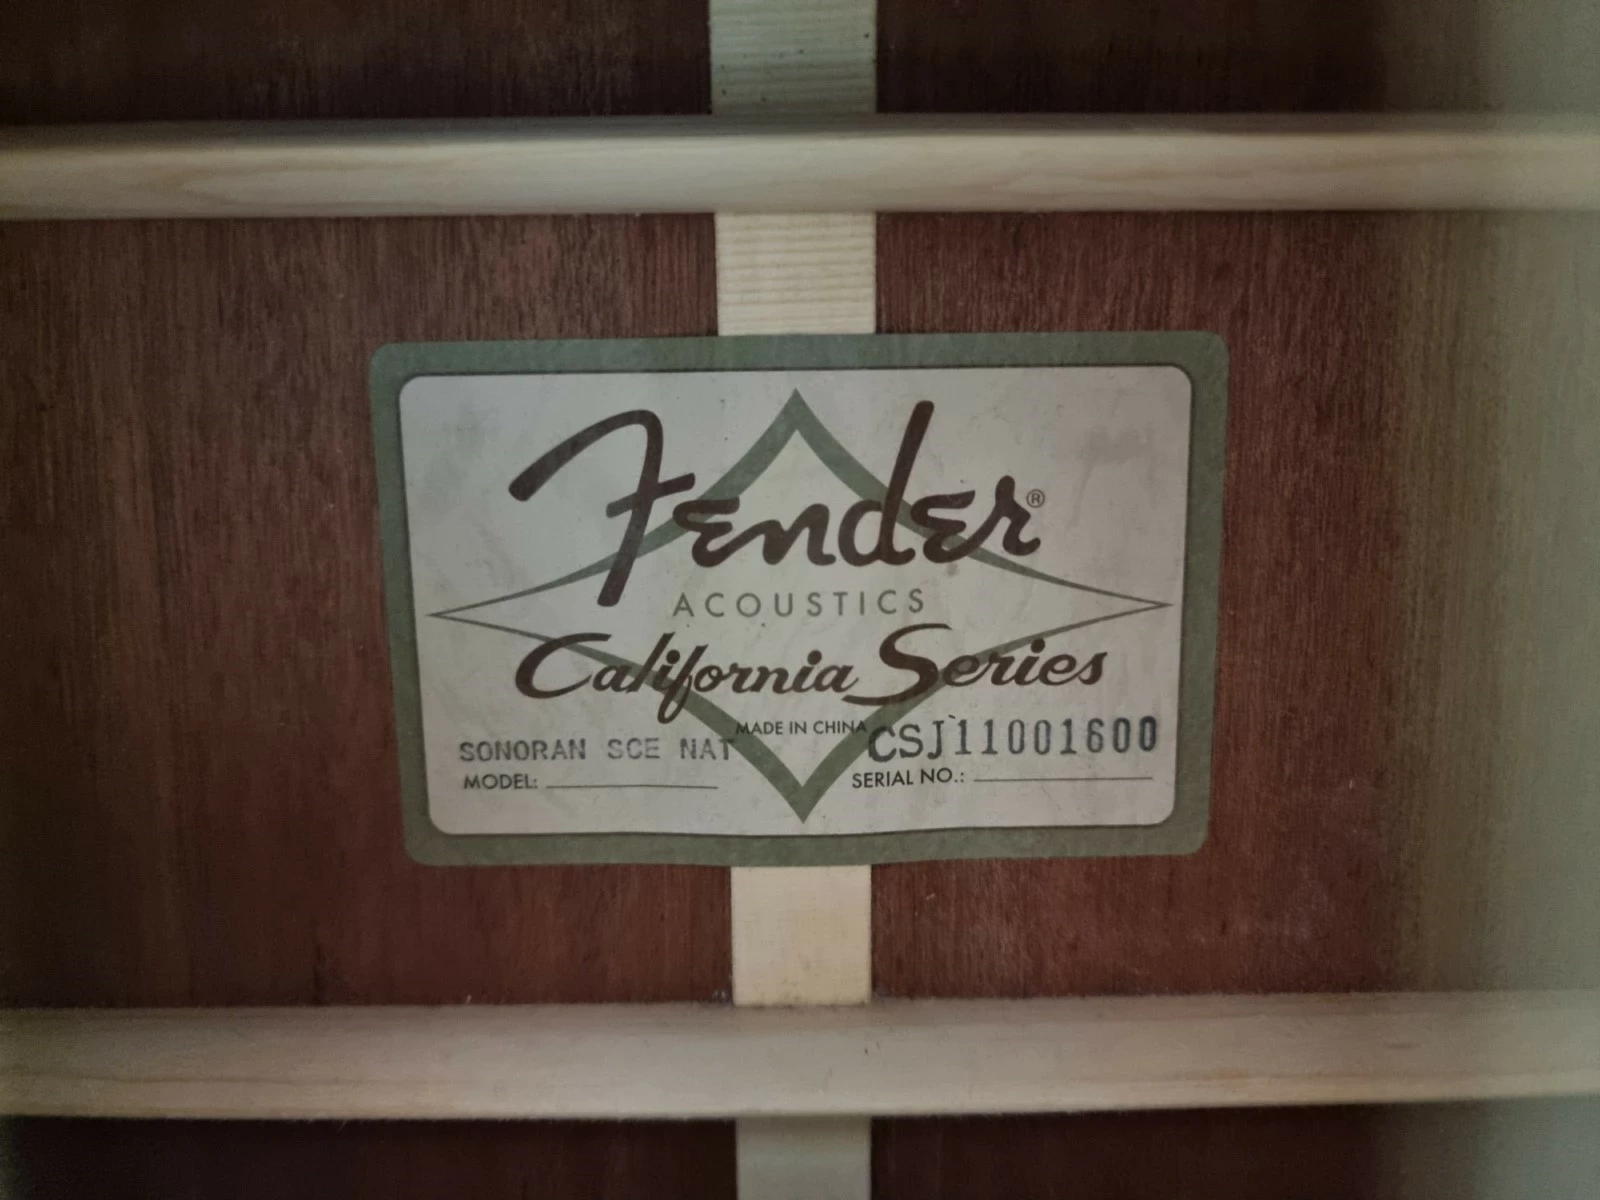 Fender®
ACOUSTICS
California Series
MADE IN CHINA
SONORAN SCE NAT CSJ11001600
MODEL: SERIAL NO.: